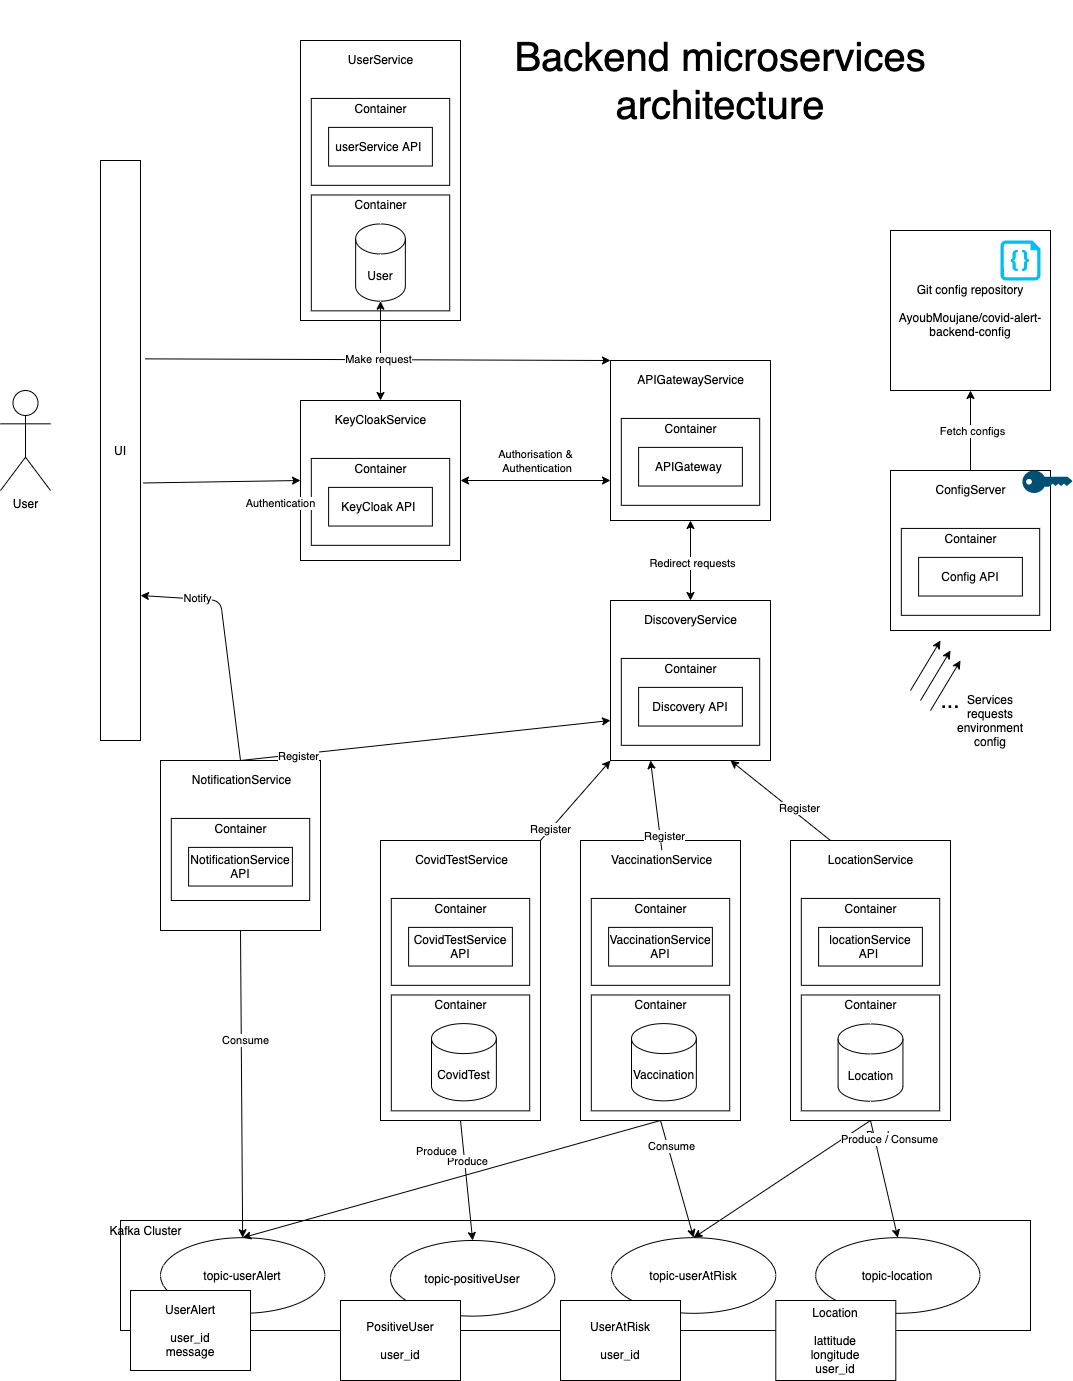 Backend microservices
architecture
UserService
Container
userService API
Container
User
Git config repository
AyoubMoujane/covid-alert-
backend-config
Make request
APIGatewayService
Container
APIGateway
KeyCloakService
Container
KeyCloak API
Authentication
Authorisation &
Authentication
Fetch configs
UI
User
ConfigServer
Container
Config API
Redirect requests
Notify
DiscoveryService
Container
Discovery API
... Services
requests
environment
config
Register
NotificationService
Container
NotificationService
API
Register
Register
Register
CovidTestService
Container
CovidTestService
API
Container
CovidTest
VaccinationService
Container
VaccinationService
API
Container
Vaccination
LocationService
Container
locationService
API
Container
Location
Consume
Produce
Produce
Consume
Produce / Consume
Kafka Cluster
topic-userAlert
topic-positiveUser
topic-userAtRisk
topic-location
UserAlert
user_id
message
PositiveUser
user_id
UserAtRisk
user_id
Location
lattitude
longitude
user_id